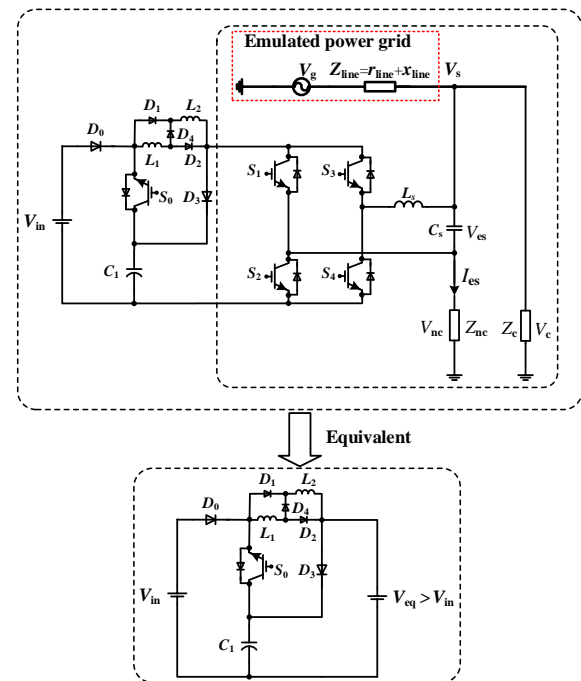 Emulated power grid
Vg Zline=rline+xline Vs
D1 L2
D0 D4
L1 D2
S1 S3
S0 D3
Ls
Vin
Cs Ves
C1 S2 S4
Ies
Vnc Znc Zc Vc
Equivalent
D1 L2
D0 D4
L1 D2
S0 D3
Vin Veq > Vin
C1